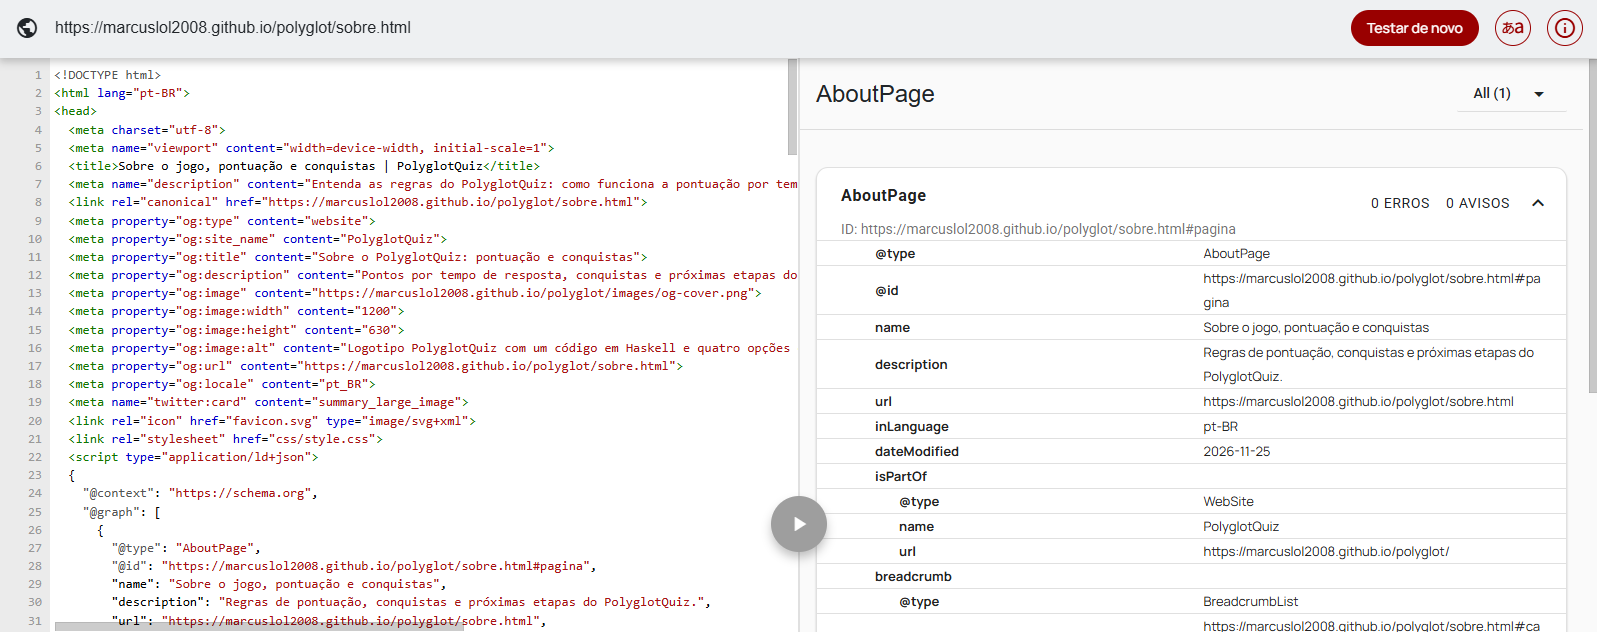 https://marcuslol2008.github.io/polyglot/sobre.html
Testar de novo
あa
1 <!DOCTYPE html>
2 <html lang="pt-BR">
3 <head>
4 <meta charset="utf-8">
5 <meta name="viewport" content="width=device-width, initial-scale=1">
6 <title>Sobre o jogo, pontuação e conquistas | PolyglotQuiz</title>
7 <meta name="description" content="Entenda as regras do PolyglotQuiz: como funciona a pontuação por tem
8 <link rel="canonical" href="https://marcuslol2008.github.io/polyglot/sobre.html">
9 <meta property="og:type" content="website">
10 <meta property="og:site_name" content="PolyglotQuiz">
11 <meta property="og:title" content="Sobre o PolyglotQuiz: pontuação e conquistas">
12 <meta property="og:description" content="Pontos por tempo de resposta, conquistas e próximas etapas do
13 <meta property="og:image" content="https://marcuslol2008.github.io/polyglot/images/og-cover.png">
14 <meta property="og:image:width" content="1200">
15 <meta property="og:image:height" content="630">
16 <meta property="og:image:alt" content="Logotipo PolyglotQuiz com um código em Haskell e quatro opções
17 <meta property="og:url" content="https://marcuslol2008.github.io/polyglot/sobre.html">
18 <meta property="og:locale" content="pt_BR">
19 <meta name="twitter:card" content="summary_large_image">
20 <link rel="icon" href="favicon.svg" type="image/svg+xml">
21 <link rel="stylesheet" href="css/style.css">
22 <script type="application/ld+json">
23 {
24 "@context": "https://schema.org",
25 "@graph": [
26 {
27 "@type": "AboutPage",
28 "@id": "https://marcuslol2008.github.io/polyglot/sobre.html#pagina",
29 "name": "Sobre o jogo, pontuação e conquistas",
30 "description": "Regras de pontuação, conquistas e próximas etapas do PolyglotQuiz.",
31 "url": "https://marcuslol2008.github.io/polyglot/sobre.html",
AboutPage
All (1)
AboutPage
0 ERROS 0 AVISOS
ID: https://marcuslol2008.github.io/polyglot/sobre.html#pagina
@type AboutPage
@id https://marcuslol2008.github.io/polyglot/sobre.html#pa
gina
name Sobre o jogo, pontuação e conquistas
description Regras de pontuação, conquistas e próximas etapas do
PolyglotQuiz.
url https://marcuslol2008.github.io/polyglot/sobre.html
inLanguage pt-BR
dateModified 2026-11-25
isPartOf
@type WebSite
name PolyglotQuiz
url https://marcuslol2008.github.io/polyglot/
breadcrumb
@type BreadcrumbList
https://marcuslol2008.github.io/polyglot/sobre.html#ca